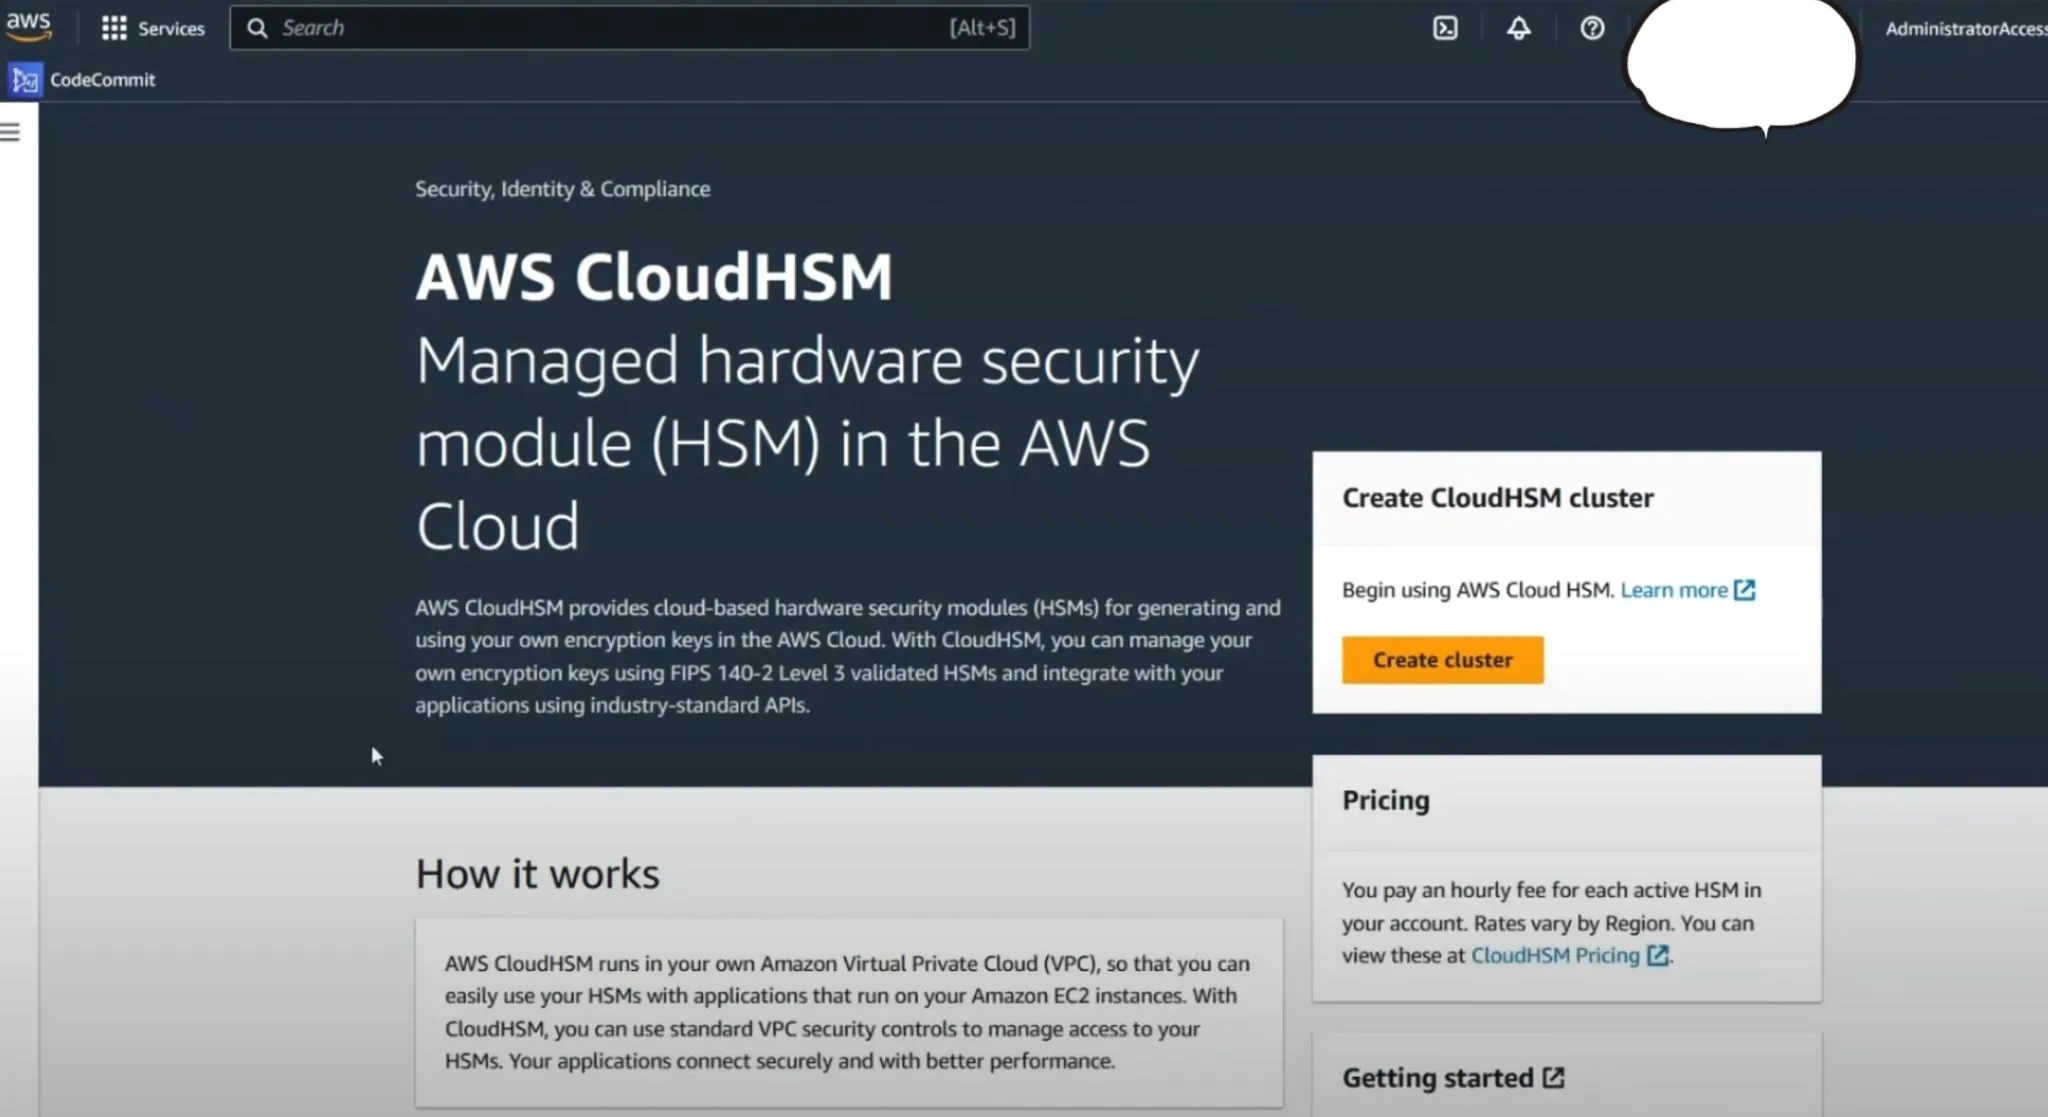 aws
Services
Search
[Alt+S]
AdministratorAccess
CodeCommit
Security, Identity & Compliance
AWS CloudHSM
Managed hardware security
module (HSM) in the AWS
Cloud
AWS CloudHSM provides cloud-based hardware security modules (HSMs) for generating and
using your own encryption keys in the AWS Cloud. With CloudHSM, you can manage your
own encryption keys using FIPS 140-2 Level 3 validated HSMs and integrate with your
applications using industry-standard APIs.
Create CloudHSM cluster
Begin using AWS Cloud HSM. Learn more
Create cluster
Pricing
You pay an hourly fee for each active HSM in
your account. Rates vary by Region. You can
view these at CloudHSM Pricing.
How it works
AWS CloudHSM runs in your own Amazon Virtual Private Cloud (VPC), so that you can
easily use your HSMs with applications that run on your Amazon EC2 instances. With
CloudHSM, you can use standard VPC security controls to manage access to your
HSMs. Your applications connect securely and with better performance.
Getting started